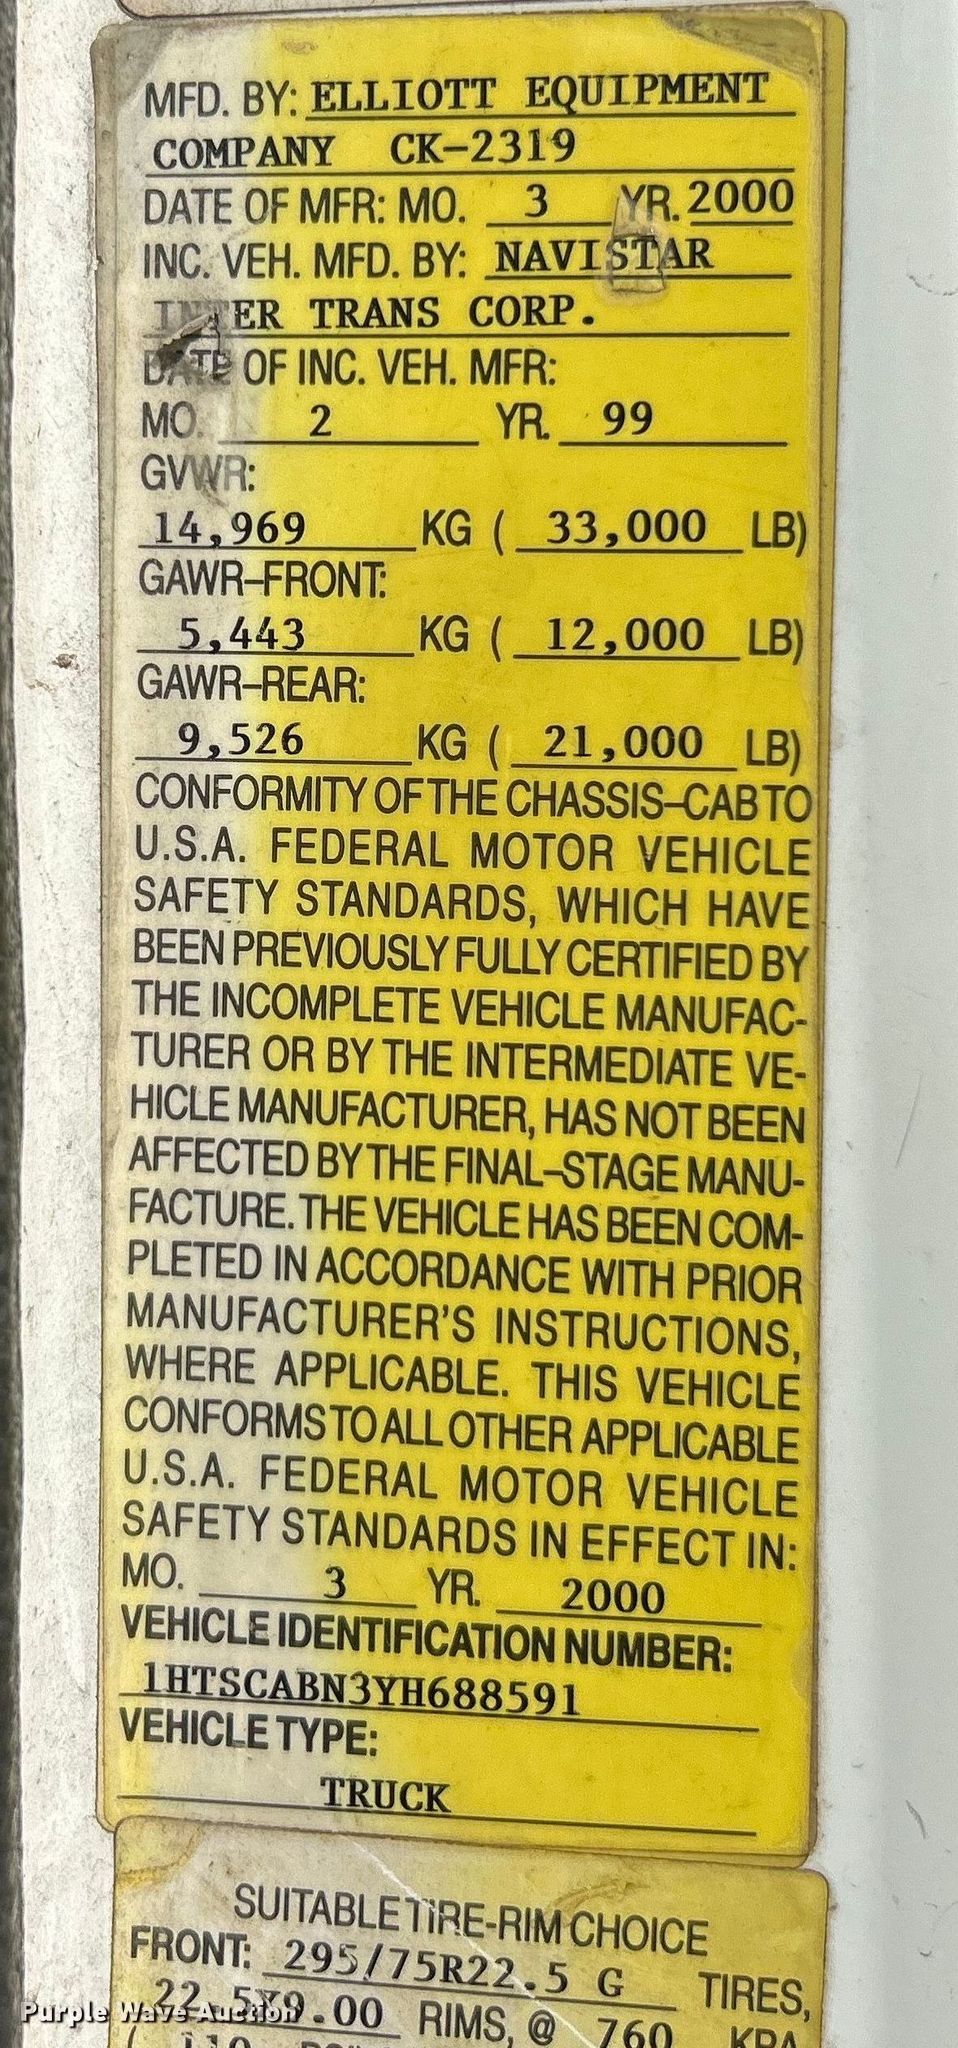 MFD. BY: ELLIOTT EQUIPMENT
COMPANY CK-2319
DATE OF MFR: MO. 3 YR. 2000
INC. VEH. MFD. BY: NAVISTAR
INTER TRANS CORP.
DATE OF INC. VEH. MFR:
MO. 2 YR. 99
GVWR:
14,969 KG ( 33,000 LB)
GAWR-FRONT:
5,443 KG ( 12,000 LB)
GAWR-REAR:
9,526 KG ( 21,000 LB)
CONFORMITY OF THE CHASSIS-CAB TO
U.S.A. FEDERAL MOTOR VEHICLE
SAFETY STANDARDS, WHICH HAVE
BEEN PREVIOUSLY FULLY CERTIFIED BY
THE INCOMPLETE VEHICLE MANUFAC-
TURER OR BY THE INTERMEDIATE VE-
HICLE MANUFACTURER, HAS NOT BEEN
AFFECTED BY THE FINAL-STAGE MANU-
FACTURE. THE VEHICLE HAS BEEN COM-
PLETED IN ACCORDANCE WITH PRIOR
MANUFACTURER'S INSTRUCTIONS,
WHERE APPLICABLE. THIS VEHICLE
CONFORMS TO ALL OTHER APPLICABLE
U.S.A. FEDERAL MOTOR VEHICLE
SAFETY STANDARDS IN EFFECT IN:
MO. 3 YR. 2000
VEHICLE IDENTIFICATION NUMBER:
1HTSCABN3YH688591
VEHICLE TYPE:
TRUCK
SUITABLE TIRE-RIM CHOICE
FRONT: 295/75R22.5 G TIRES,
22.5X9.00 RIMS, @ 760 KPA
( 110
Purple Wave Auction